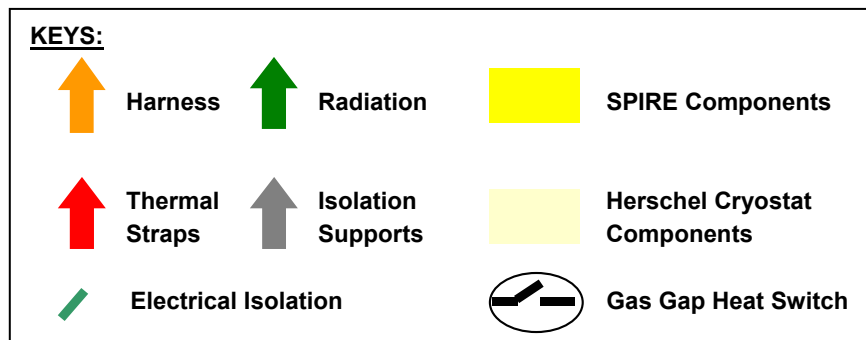 KEYS:
Harness
Radiation
SPIRE Components
Thermal
Straps
Isolation
Supports
Herschel Cryostat
Components
Electrical Isolation
Gas Gap Heat Switch